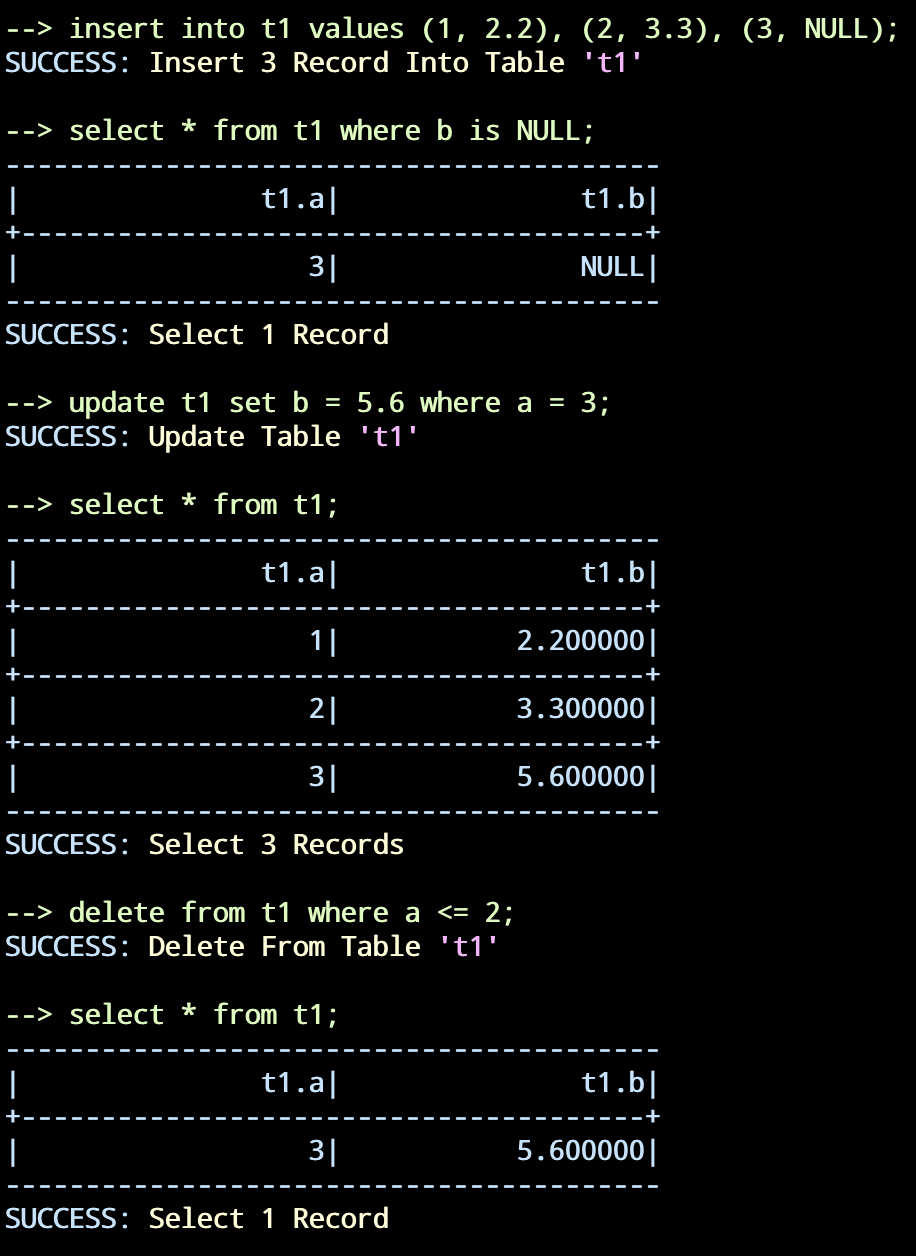 --> insert into t1 values (1, 2.2), (2, 3.3), (3, NULL);
SUCCESS: Insert 3 Record Into Table 't1'

--> select * from t1 where b is NULL;
-----------------------------------------
|               t1.a|               t1.b|
+---------------------------------------+
|                  3|               NULL|
-----------------------------------------
SUCCESS: Select 1 Record

--> update t1 set b = 5.6 where a = 3;
SUCCESS: Update Table 't1'

--> select * from t1;
-----------------------------------------
|               t1.a|               t1.b|
+---------------------------------------+
|                  1|           2.200000|
+---------------------------------------+
|                  2|           3.300000|
+---------------------------------------+
|                  3|           5.600000|
-----------------------------------------
SUCCESS: Select 3 Records

--> delete from t1 where a <= 2;
SUCCESS: Delete From Table 't1'

--> select * from t1;
-----------------------------------------
|               t1.a|               t1.b|
+---------------------------------------+
|                  3|           5.600000|
-----------------------------------------
SUCCESS: Select 1 Record